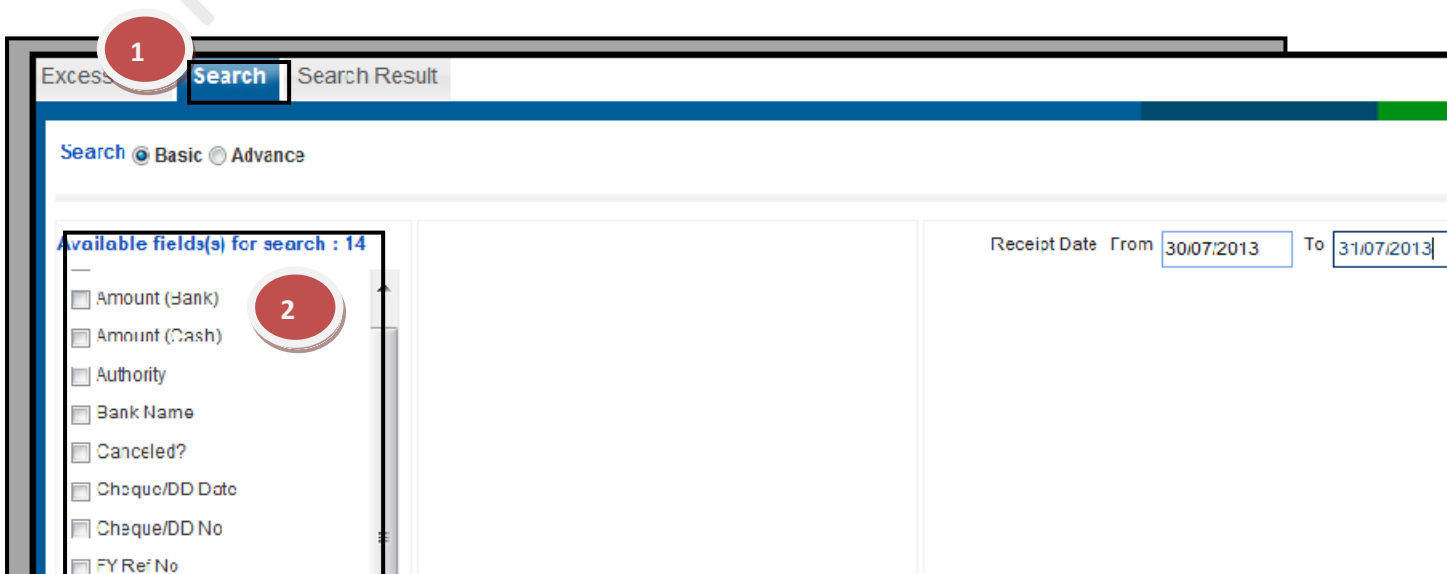 1
Excess Search Search Result
Search Basic Advance
Available fields(s) for search : 14
Receipt Date From 30/07/2013 To 31/07/2013
Amount (Bank)
2
Amount (Cash)
Authority
Bank Name
Canceled?
Cheque/DD Date
Cheque/DD No
FY Ref No